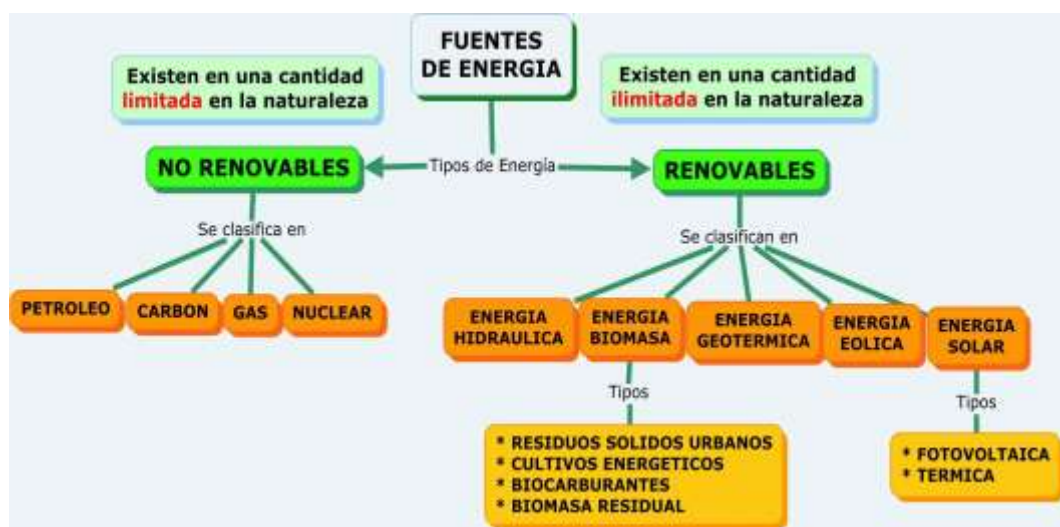 FUENTES
DE ENERGIA
Existen en una cantidad
limitada en la naturaleza
Existen en una cantidad
ilimitada en la naturaleza
NO RENOVABLES
Tipos de Energía
RENOVABLES
Se clasifica en
Se clasifican en
PETROLEO
CARBON
GAS
NUCLEAR
ENERGIA
HIDRAULICA
ENERGIA
BIOMASA
ENERGIA
GEOTERMICA
ENERGIA
EOLICA
ENERGIA
SOLAR
Tipos
Tipos
* RESIDUOS SOLIDOS URBANOS
* CULTIVOS ENERGETICOS
* BIOCARBURANTES
* BIOMASA RESIDUAL
* FOTOVOLTAICA
* TERMICA